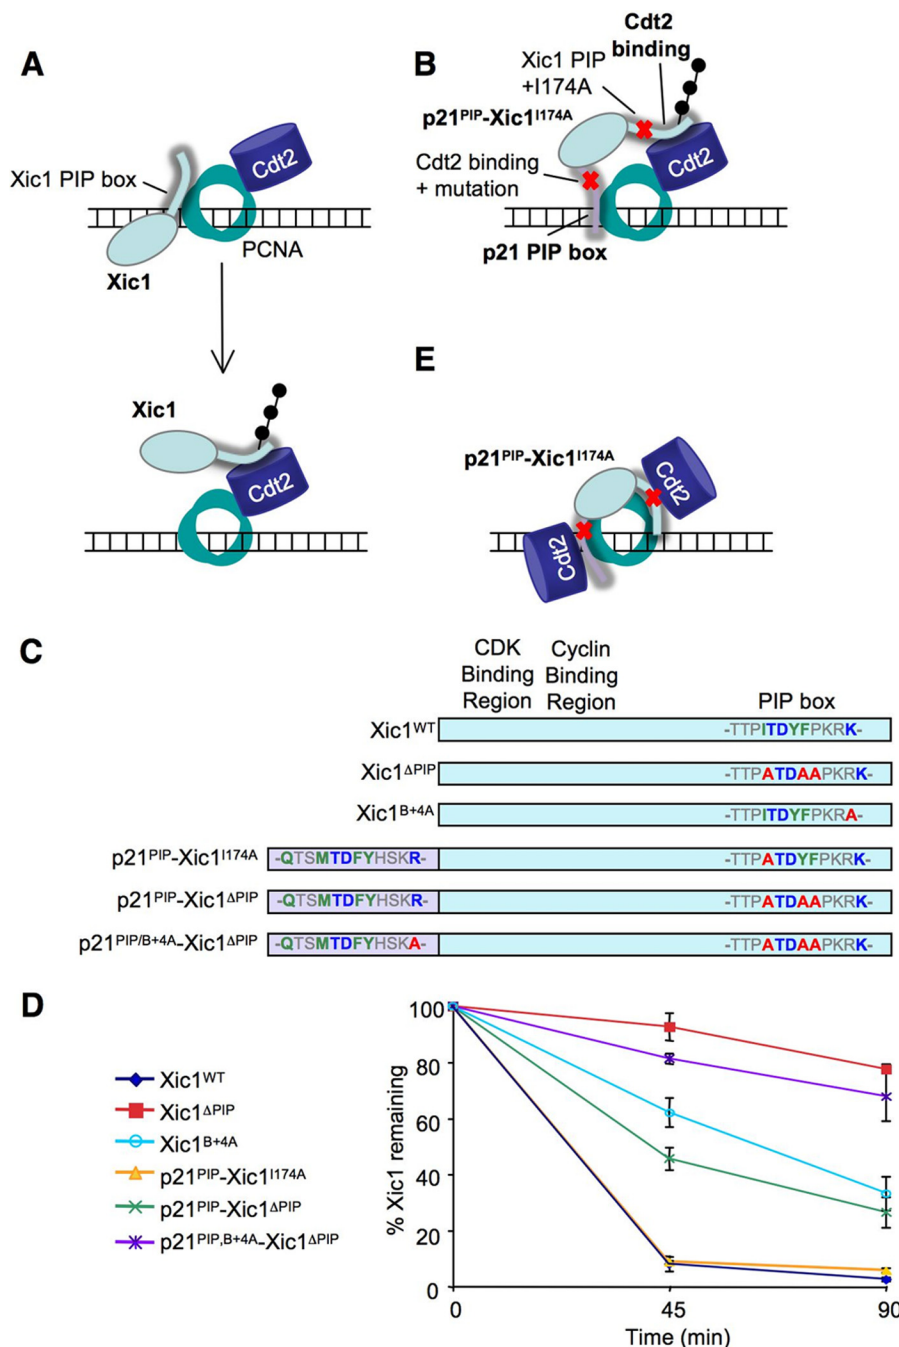 A
Xic1 PIP box
Cdt2
PCNA
Xic1
Xic1
Cdt2
B
Cdt2
binding
Xic1 PIP
+I174A
p21PIP-Xic1I174A
Cdt2 binding
+ mutation
Cdt2
p21 PIP box
E
p21PIP-Xic1I174A
Cdt2
Cdt2
C
CDK
Binding
Region
Cyclin
Binding
Region
PIP box
Xic1WT -TTPITDYFPKRK-
Xic1ΔPIP -TTPATDAAPKRK-
Xic1B+4A -TTPITDYFPKRA-
p21PIP-Xic1I174A -QTSMTDFYHSKR- -TTPATDYFPKRK-
p21PIP-Xic1ΔPIP -QTSMTDFYHSKR- -TTPATDAAPKRK-
p21PIP/B+4A-Xic1ΔPIP -QTSMTDFYHSKA- -TTPATDAAPKRK-
D
Xic1WT
Xic1ΔPIP
Xic1B+4A
p21PIP-Xic1I174A
p21PIP-Xic1ΔPIP
p21PIP,B+4A-Xic1ΔPIP
% Xic1 remaining
100
80
60
40
20
0
0 45 90
Time (min)